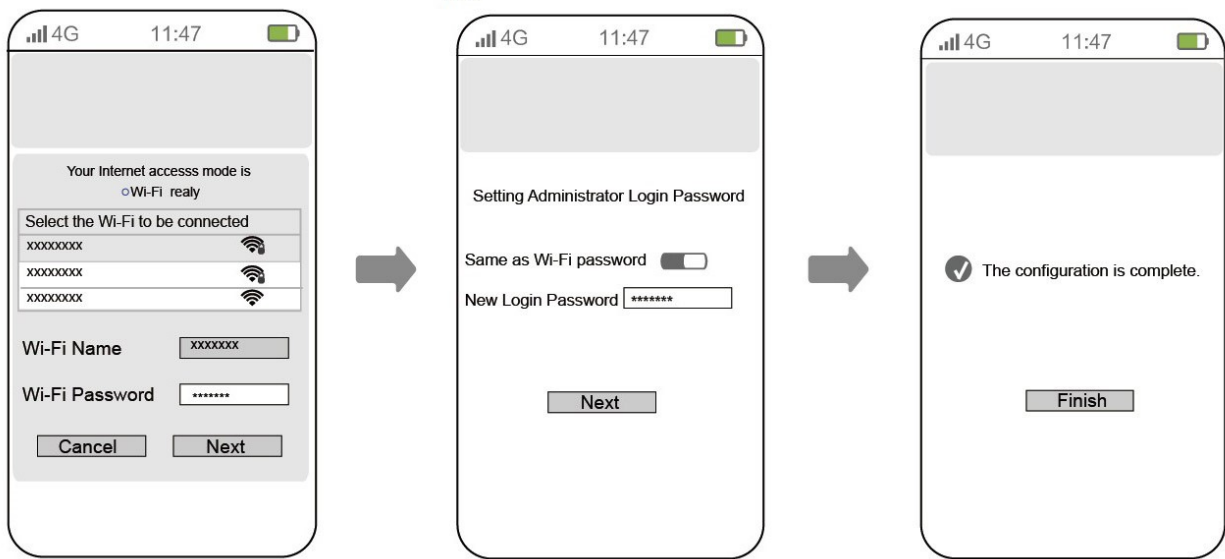 4G 11:47
Your Internet accesss mode is
Wi-Fi realy
Select the Wi-Fi to be connected
xxxxxxxx
xxxxxxxx
xxxxxxxx
Wi-Fi Name xxxxxxx
Wi-Fi Password *******
Cancel Next
4G 11:47
Setting Administrator Login Password
Same as Wi-Fi password
New Login Password *******
Next
4G 11:47
The configuration is complete.
Finish